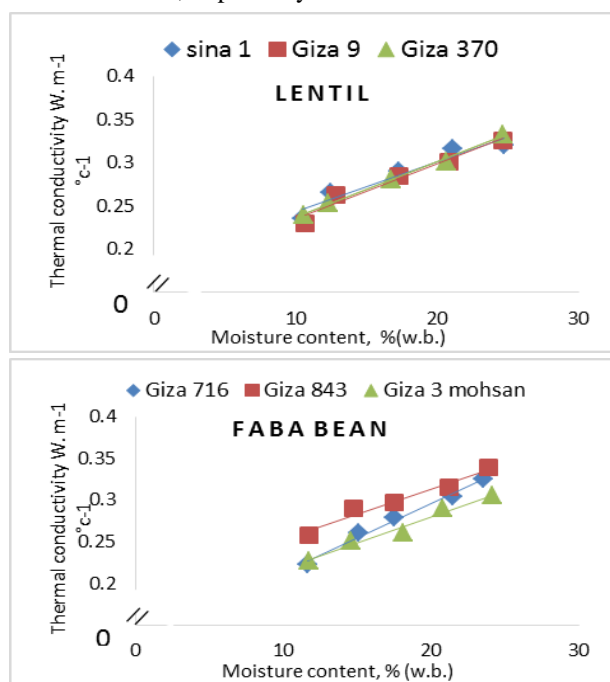 sina 1 Giza 9 Giza 370
LENTIL
Thermal conductivity W. m-1
°c-1
0.4
0.35
0.3
0.25
0.2
0
0 10 20 30
Moisture content, %(w.b.)
Giza 716 Giza 843 Giza 3 mohsan
FABA BEAN
Thermal conductivity W. m-1
°c-1
0.4
0.35
0.3
0.25
0.2
0
0 10 20 30
Moisture content, % (w.b.)